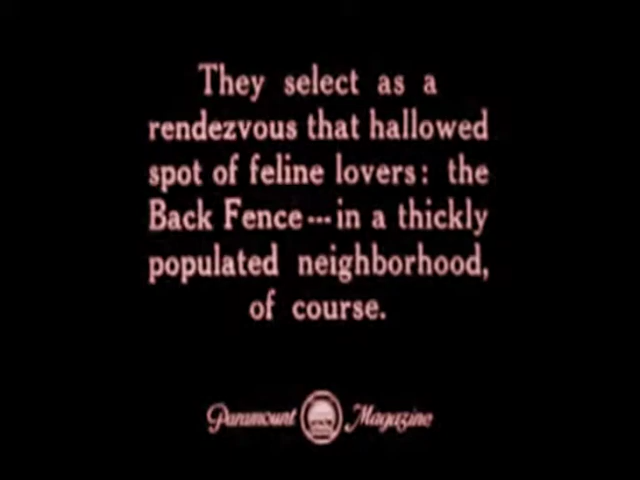 They select as a
rendezvous that hallowed
spot of feline lovers: the
Back Fence---in a thickly
populated neighborhood,
of course.
Paramount Magazine